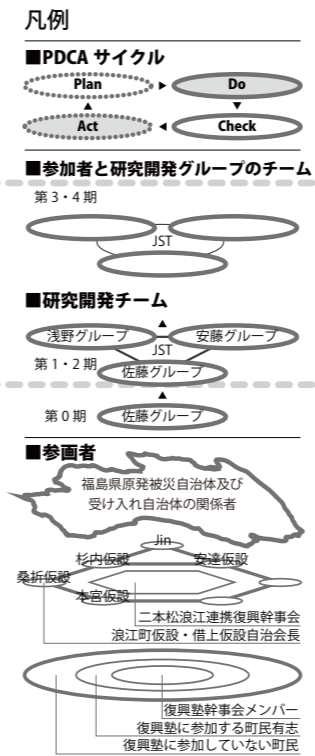 凡例
■PDCA サイクル
Plan
Do
Act
Check
■参加者と研究開発グループのチーム
第 3・4 期
JST
■研究開発チーム
浅野グループ
安藤グループ
JST
第 1・2 期
佐藤グループ
第 0 期
佐藤グループ
■参画者
福島県原発被災自治体及び
受け入れ自治体の関係者
Jin
杉内仮設
安達仮設
桑折仮設
本宮仮設
二本松浪江連携復興幹事会
浪江町仮設・借上仮設自治会長
復興幹事会メンバー
復興塾に参加する町民有志
復興塾に参加していない町民